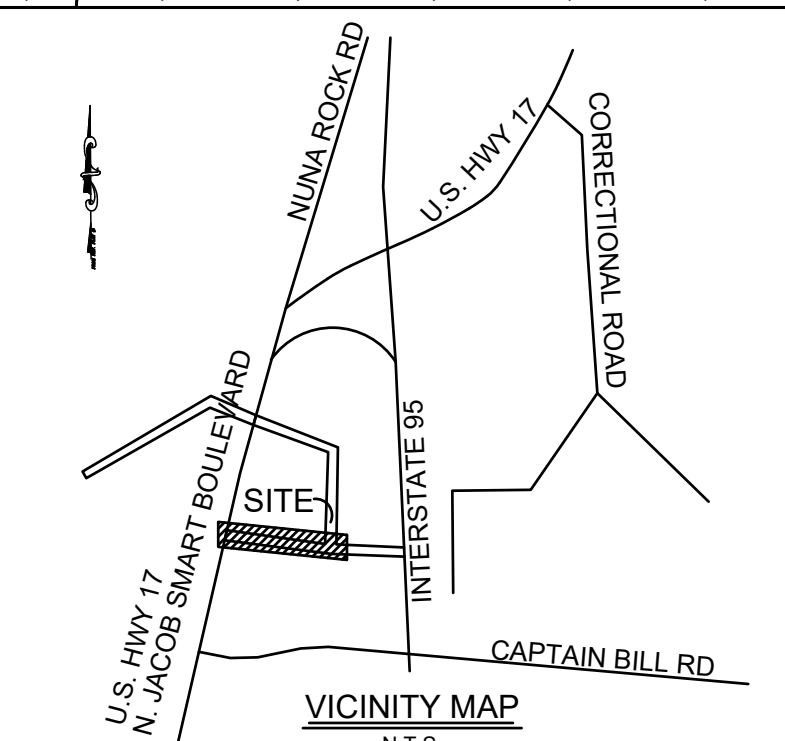 NUNA ROCK RD
U.S. HWY 17
CORRECTIONAL ROAD
INTERSTATE 95
SITE
U.S. HWY 17
N. JACOB SMART BOULEVARD
CAPTAIN BILL RD
VICINITY MAP